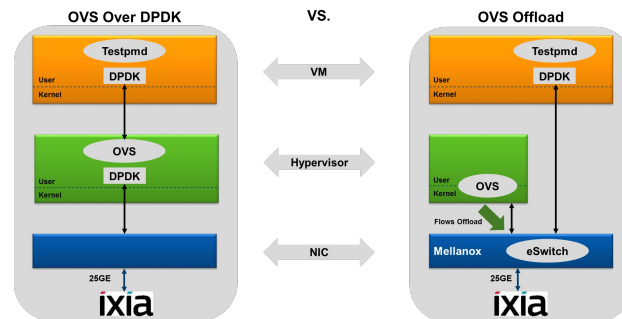 OVS Over DPDK VS. OVS Offload
Testpmd
DPDK
User
Kernel
VM
Testpmd
DPDK
User
Kernel
OVS
DPDK
User
Kernel
Hypervisor
User
Kernel
OVS
Flows Offload
NIC
Mellanox
eSwitch
25GE
ixia
25GE
ixia